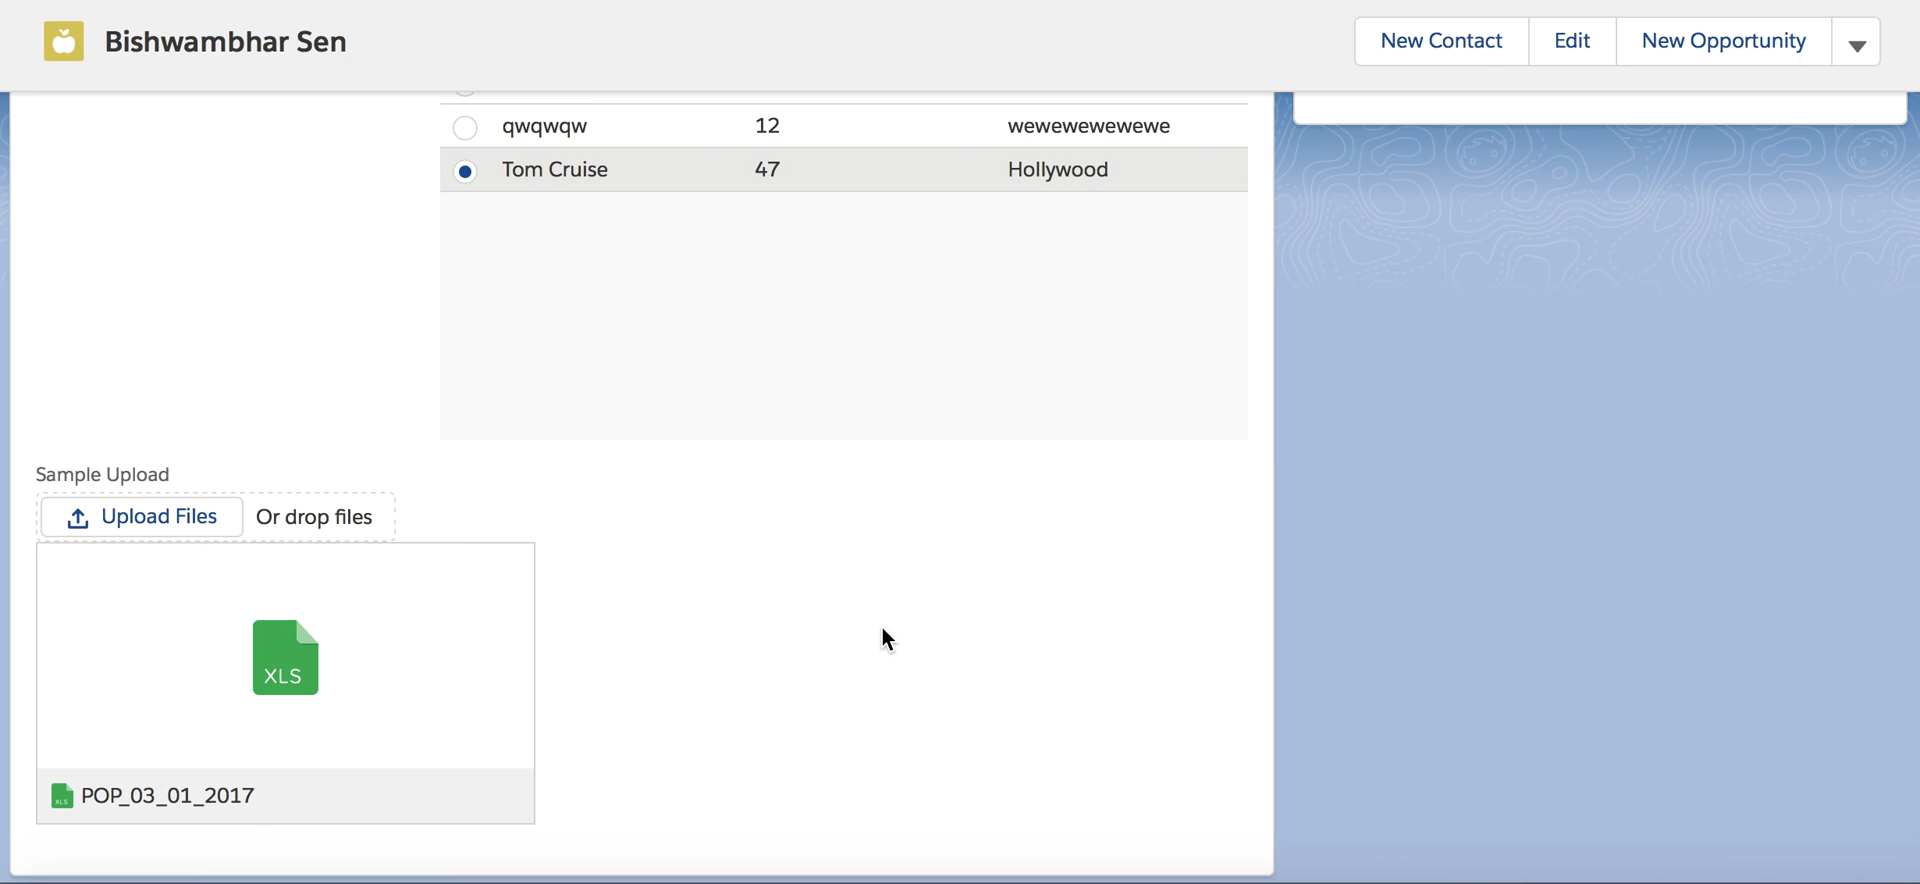 Bishwambhar Sen
New Contact
Edit
New Opportunity
qwqwqw 12 wewewewewewe
Tom Cruise 47 Hollywood
Sample Upload
Upload Files Or drop files
XLS
XLS POP_03_01_2017